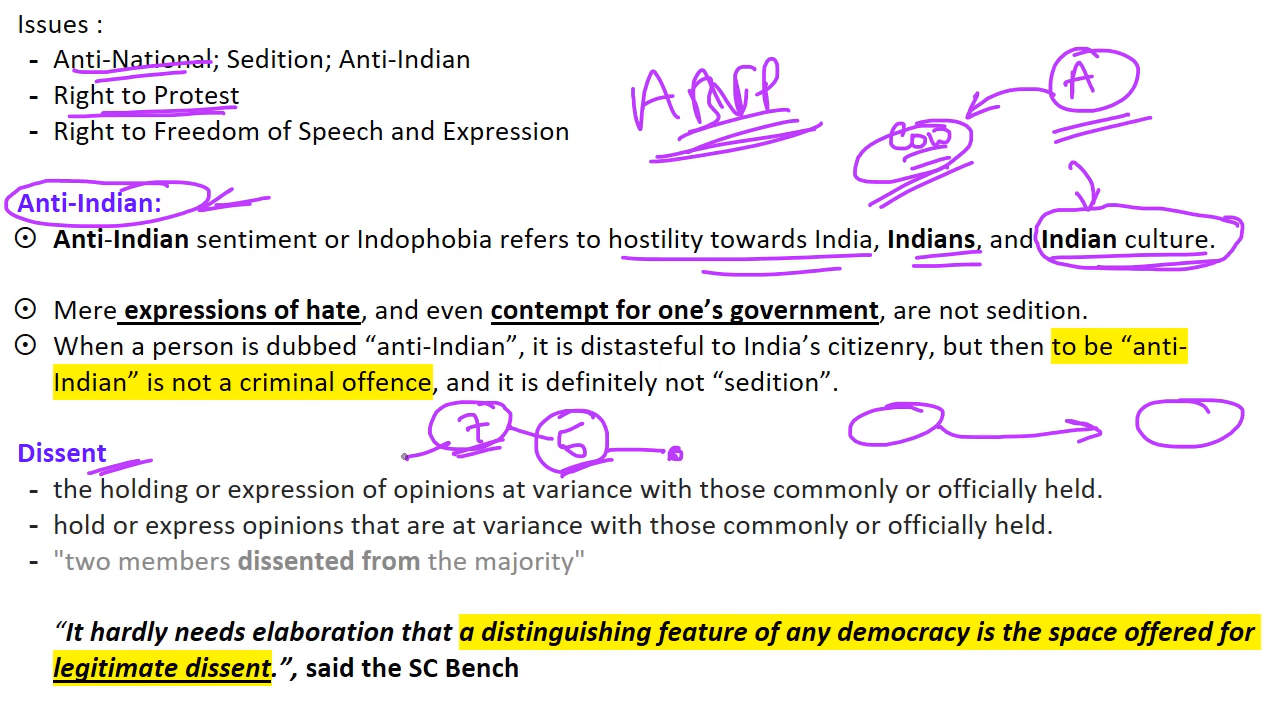 Issues :
- Anti-National; Sedition; Anti-Indian
- Right to Protest
- Right to Freedom of Speech and Expression
A
Gov
Anti-Indian:
⊙ Anti-Indian sentiment or Indophobia refers to hostility towards India, Indians, and Indian culture.
⊙ Mere expressions of hate, and even contempt for one’s government, are not sedition.
⊙ When a person is dubbed “anti-Indian”, it is distasteful to India’s citizenry, but then to be “anti-
Indian” is not a criminal offence, and it is definitely not “sedition”.
7
5
Dissent
- the holding or expression of opinions at variance with those commonly or officially held.
- hold or express opinions that are at variance with those commonly or officially held.
- "two members dissented from the majority"
“It hardly needs elaboration that a distinguishing feature of any democracy is the space offered for
legitimate dissent.”, said the SC Bench